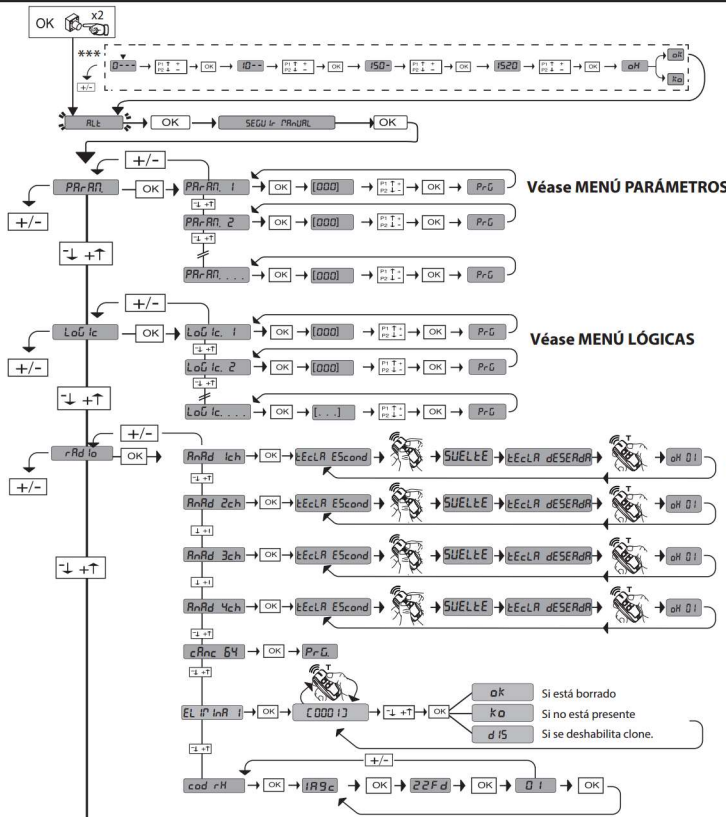 OK x2
***
+/-
0--- P1 ↑ + P2 ↓ - OK 10-- P1 ↑ + P2 ↓ - OK 150- P1 ↑ + P2 ↓ - OK 1520 P1 ↑ + P2 ↓ - OK oK
ok
ko
ALt OK SEGUIr MAnUAL OK
+/-
PArAM. OK PArAM. 1 OK [000] P1 ↑ + P2 ↓ - OK PrG
Véase MENÚ PARÁMETROS
+/-
-↓ +↑
PArAM. 2 OK [000] P1 ↑ + P2 ↓ - OK PrG
-↓ +↑
-↓ +↑
PArAM. . . . OK [000] P1 ↑ + P2 ↓ - OK PrG
+/-
LoGIc OK LoGIc. 1 OK [000] P1 ↑ + P2 ↓ - OK PrG
Véase MENÚ LÓGICAS
+/-
-↓ +↑
LoGIc. 2 OK [000] P1 ↑ + P2 ↓ - OK PrG
-↓ +↑
-↓ +↑
LoGIc. . . . OK [. . .] P1 ↑ + P2 ↓ - OK PrG
+/-
rAdIo OK AnAd 1ch OK tEcLA EScond SUELtE tEcLA dESEAdA T oK 01
+/-
-↓ +↑
AnAd 2ch OK tEcLA EScond SUELtE tEcLA dESEAdA T oK 01
-↓ +↑
AnAd 3ch OK tEcLA EScond SUELtE tEcLA dESEAdA T oK 01
-↓ +↑
-↓ +↑
AnAd 4ch OK tEcLA EScond SUELtE tEcLA dESEAdA T oK 01
-↓ +↑
cAnc 64 OK PrG.
-↓ +↑
T
ELIMInA 1 OK [0001] -↓ +↑ OK
ok Si está borrado
ko Si no está presente
dIS Si se deshabilita clone.
-↓ +↑
+/-
cod rH OK 1A9c OK 22Fd OK 01 OK